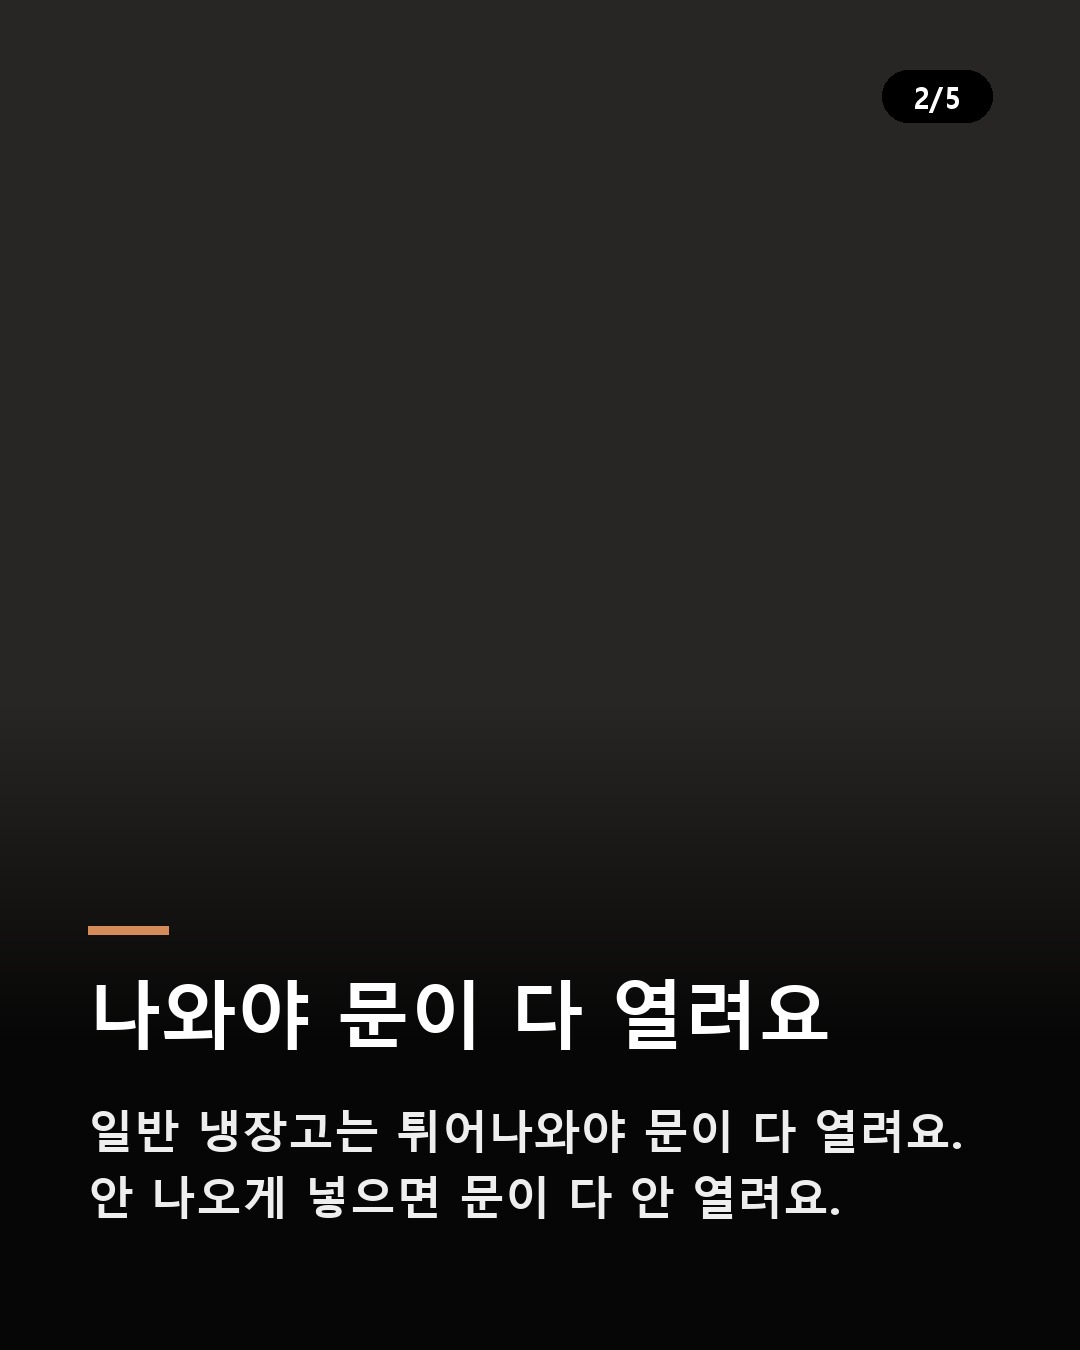 2/5
나와야 문이 다 열려요
일반 냉장고는 튀어나와야 문이 다 열려요.
안 나오게 넣으면 문이 다 안 열려요.